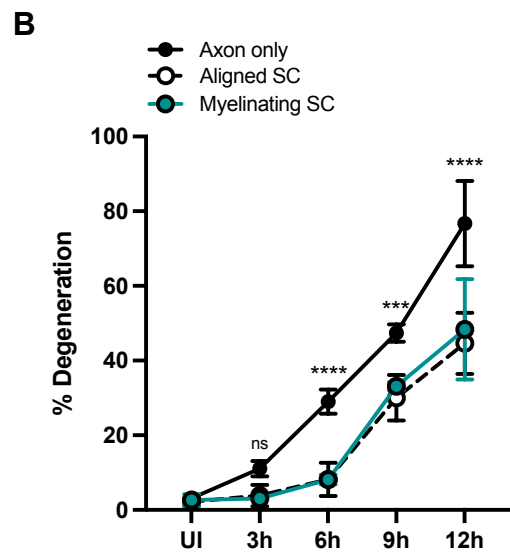 B
Axon only
Aligned SC
Myelinating SC
100
80
60
40
20
0
% Degeneration
ns
****
***
****
UI 3h 6h 9h 12h